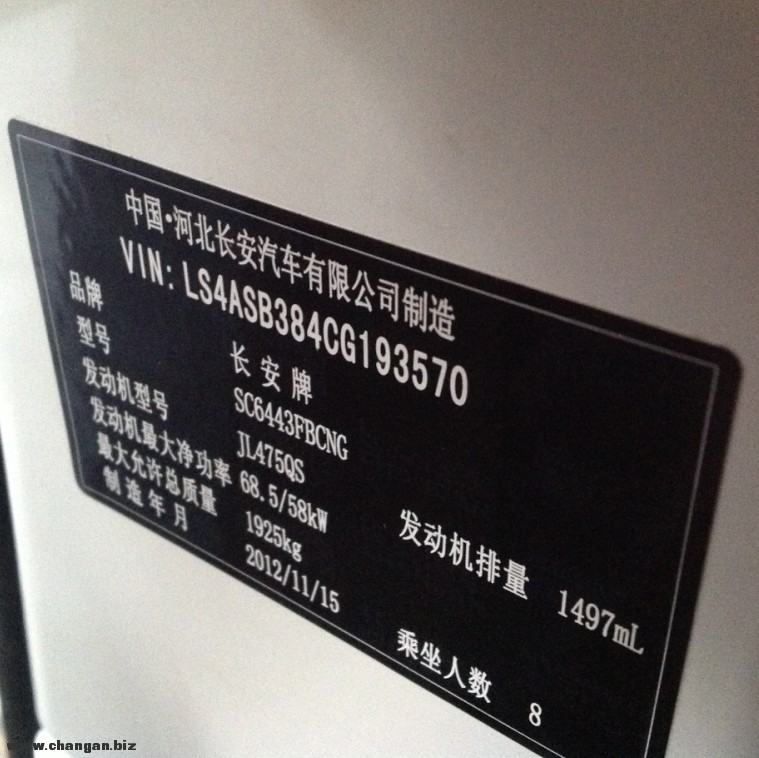 中国•河北长安汽车有限公司制造
VIN: LS4ASB384CG193570
品牌 长安牌
型号 SC6443FBCNG
发动机型号 JL475QS
发动机最大净功率 68.5/58kW 发动机排量 1497mL
最大允许总质量 1925kg
制造年月 2012/11/15 乘坐人数 8
www.changan.biz